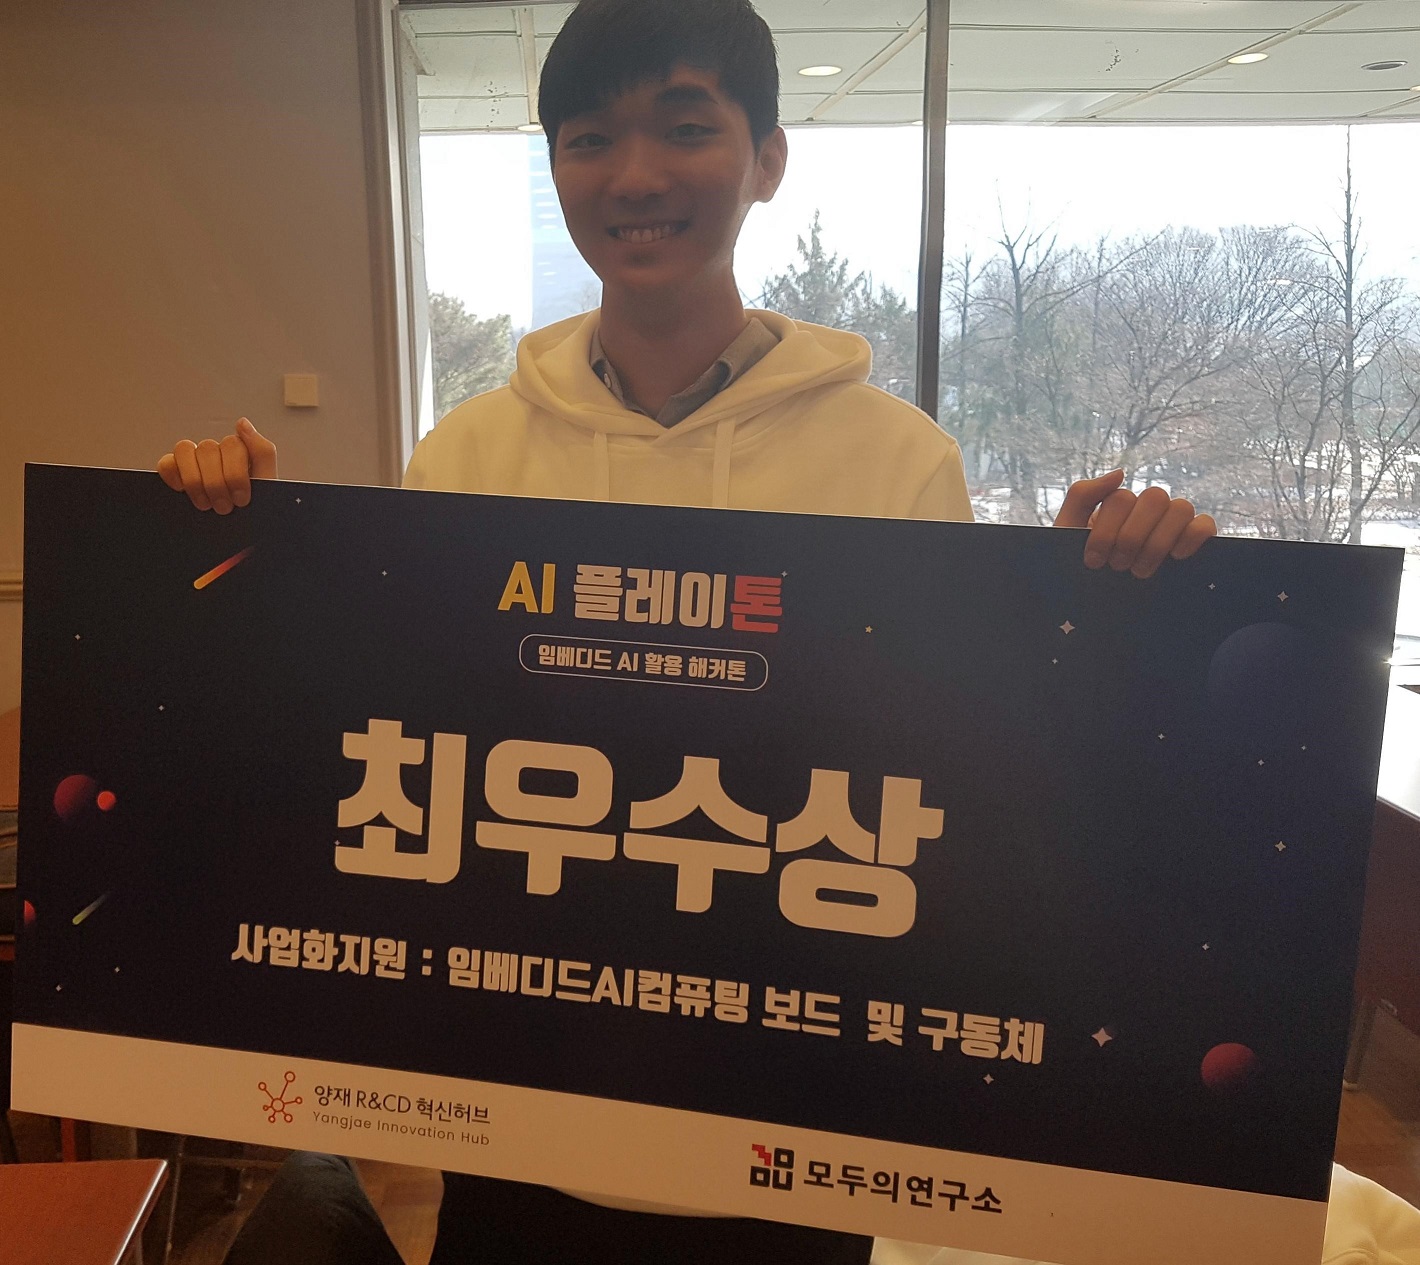 AI 플레이톤
임베디드 AI 활용 해커톤
최우수상
사업화지원 : 임베디드AI컴퓨팅 보드 및 구동체
양재 R&CD 혁신허브
Yangjae Innovation Hub
모두의연구소